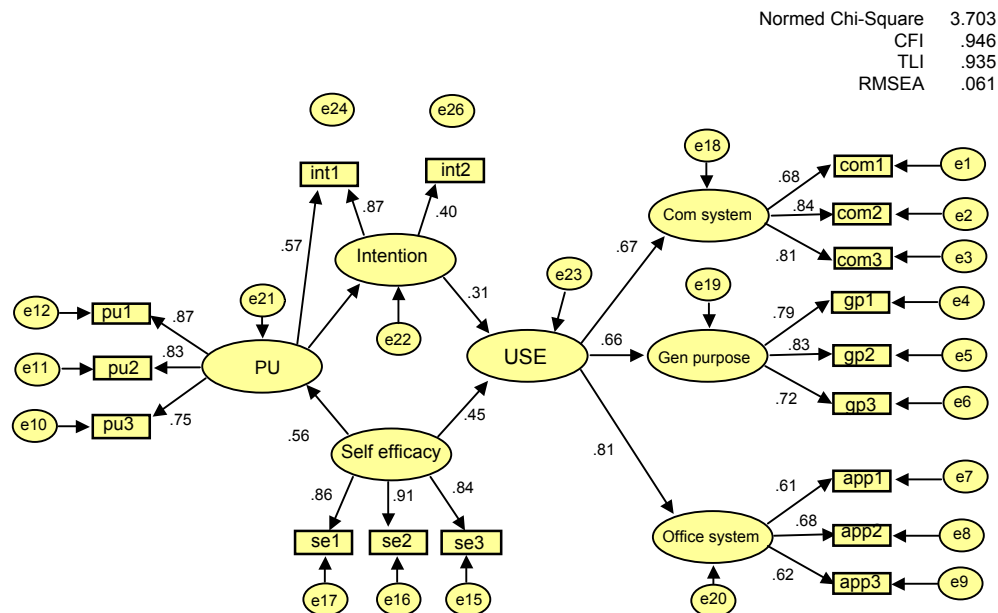 Normed Chi-Square 3.703
CFI .946
TLI .935
RMSEA .061
e24
e26
e18
int1
int2
com1
e1
.68
.87
.40
Com system
.84
com2
e2
.57
.67
.81
com3
e3
Intention
e23
e12
pu1
e21
.31
e19
.79
gp1
e4
.87
e22
e11
pu2
.83
PU
USE
.66
Gen purpose
.83
gp2
e5
e10
pu3
.75
.72
gp3
e6
.56
.45
Self efficacy
.81
.86
.91
.84
.61
app1
e7
se1
se2
se3
Office system
.68
app2
e8
.62
app3
e9
e17
e16
e15
e20